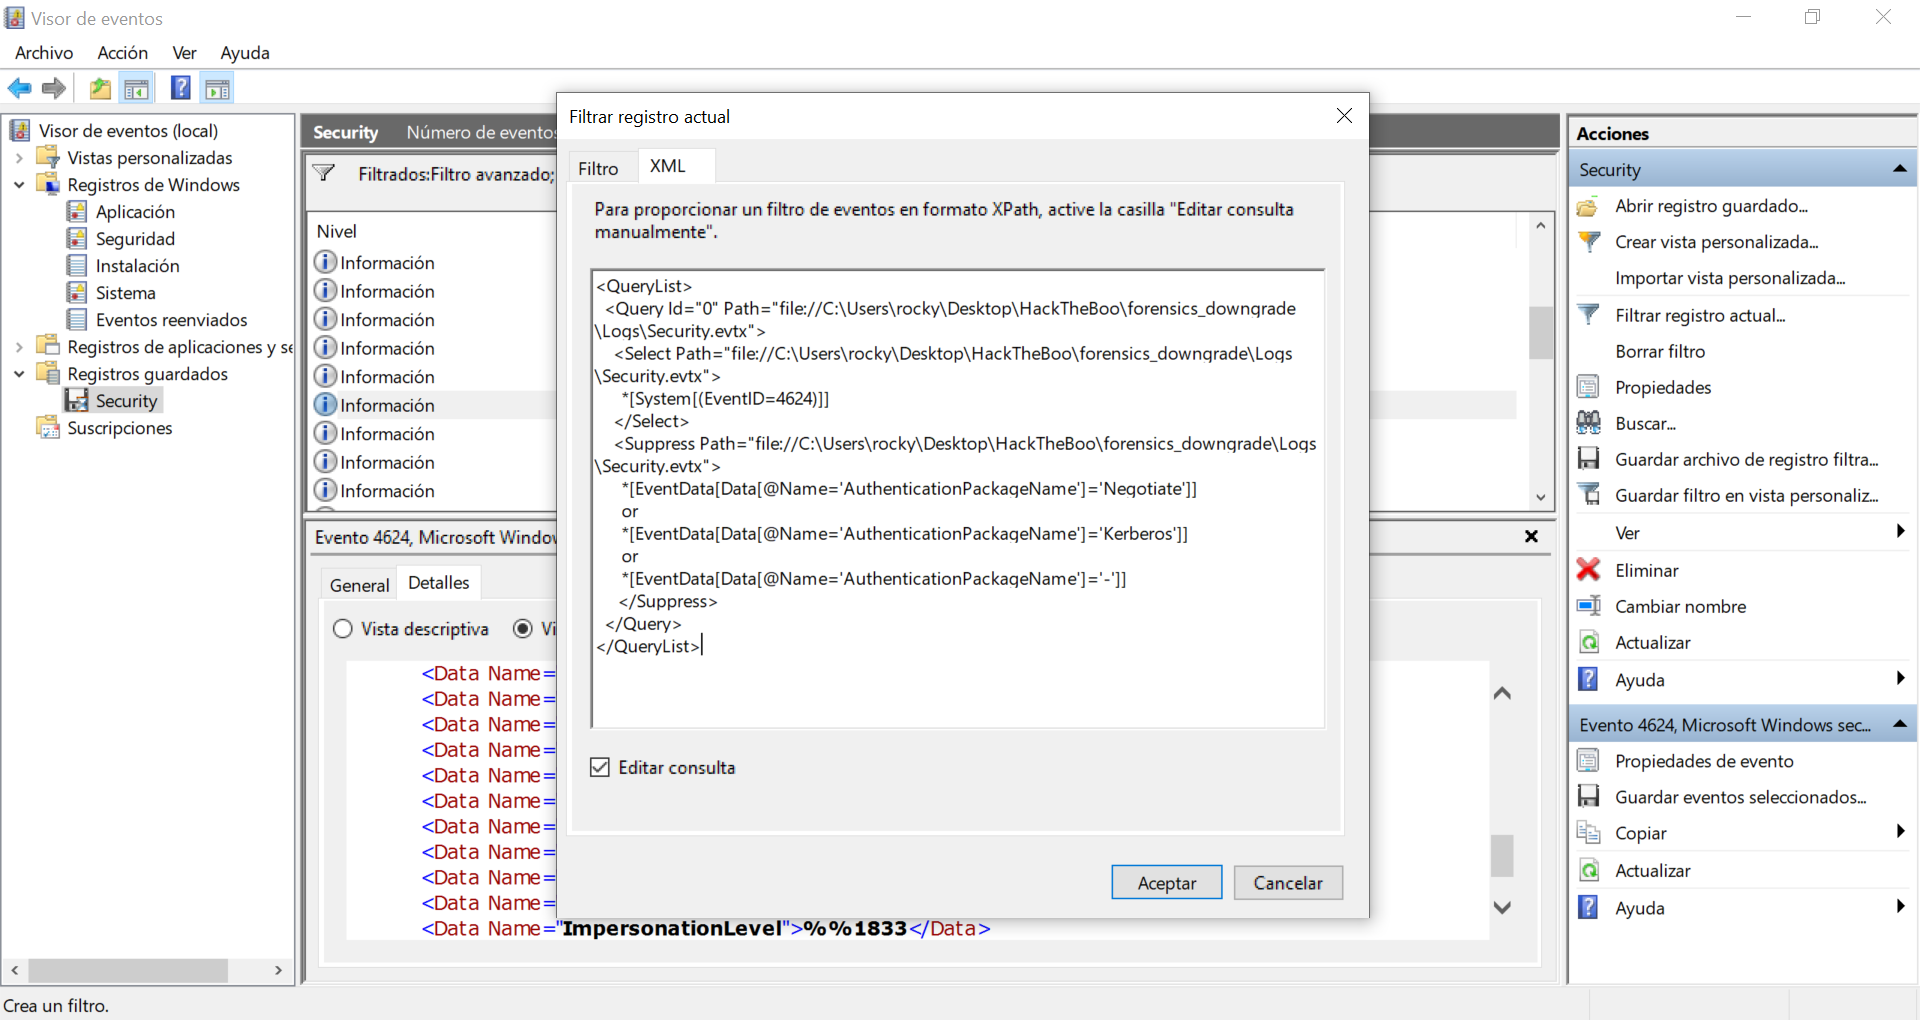 Visor de eventos
Archivo Acción Ver Ayuda
Visor de eventos (local)
Vistas personalizadas
Registros de Windows
Aplicación
Seguridad
Instalación
Sistema
Eventos reenviados
Registros de aplicaciones y se
Registros guardados
Security
Suscripciones
Security Número de eventos
Filtrados:Filtro avanzado;
Nivel
Información
Información
Información
Información
Información
Información
Información
Información
Información
Evento 4624, Microsoft Window
General Detalles
Vista descriptiva Vi
<Data Name=
<Data Name=
<Data Name=
<Data Name=
<Data Name=
<Data Name=
<Data Name=
<Data Name=
<Data Name=
<Data Name=
<Data Name="ImpersonationLevel">%%1833</Data>
Filtrar registro actual
Filtro XML
Para proporcionar un filtro de eventos en formato XPath, active la casilla "Editar consulta
manualmente".
<QueryList>
<Query Id="0" Path="file://C:\Users\rocky\Desktop\HackTheBoo\forensics_downgrade
\Logs\Security.evtx">
<Select Path="file://C:\Users\rocky\Desktop\HackTheBoo\forensics_downgrade\Logs
\Security.evtx">
*[System[(EventID=4624)]]
</Select>
<Suppress Path="file://C:\Users\rocky\Desktop\HackTheBoo\forensics_downgrade\Logs
\Security.evtx">
*[EventData[Data[@Name='AuthenticationPackageName']='Negotiate']]
or
*[EventData[Data[@Name='AuthenticationPackageName']='Kerberos']]
or
*[EventData[Data[@Name='AuthenticationPackageName']='-']]
</Suppress>
</Query>
</QueryList>
Editar consulta
Aceptar Cancelar
Acciones
Security
Abrir registro guardado...
Crear vista personalizada...
Importar vista personalizada...
Filtrar registro actual...
Borrar filtro
Propiedades
Buscar...
Guardar archivo de registro filtra...
Guardar filtro en vista personaliz...
Ver
Eliminar
Cambiar nombre
Actualizar
Ayuda
Evento 4624, Microsoft Windows sec...
Propiedades de evento
Guardar eventos seleccionados...
Copiar
Actualizar
Ayuda
Crea un filtro.